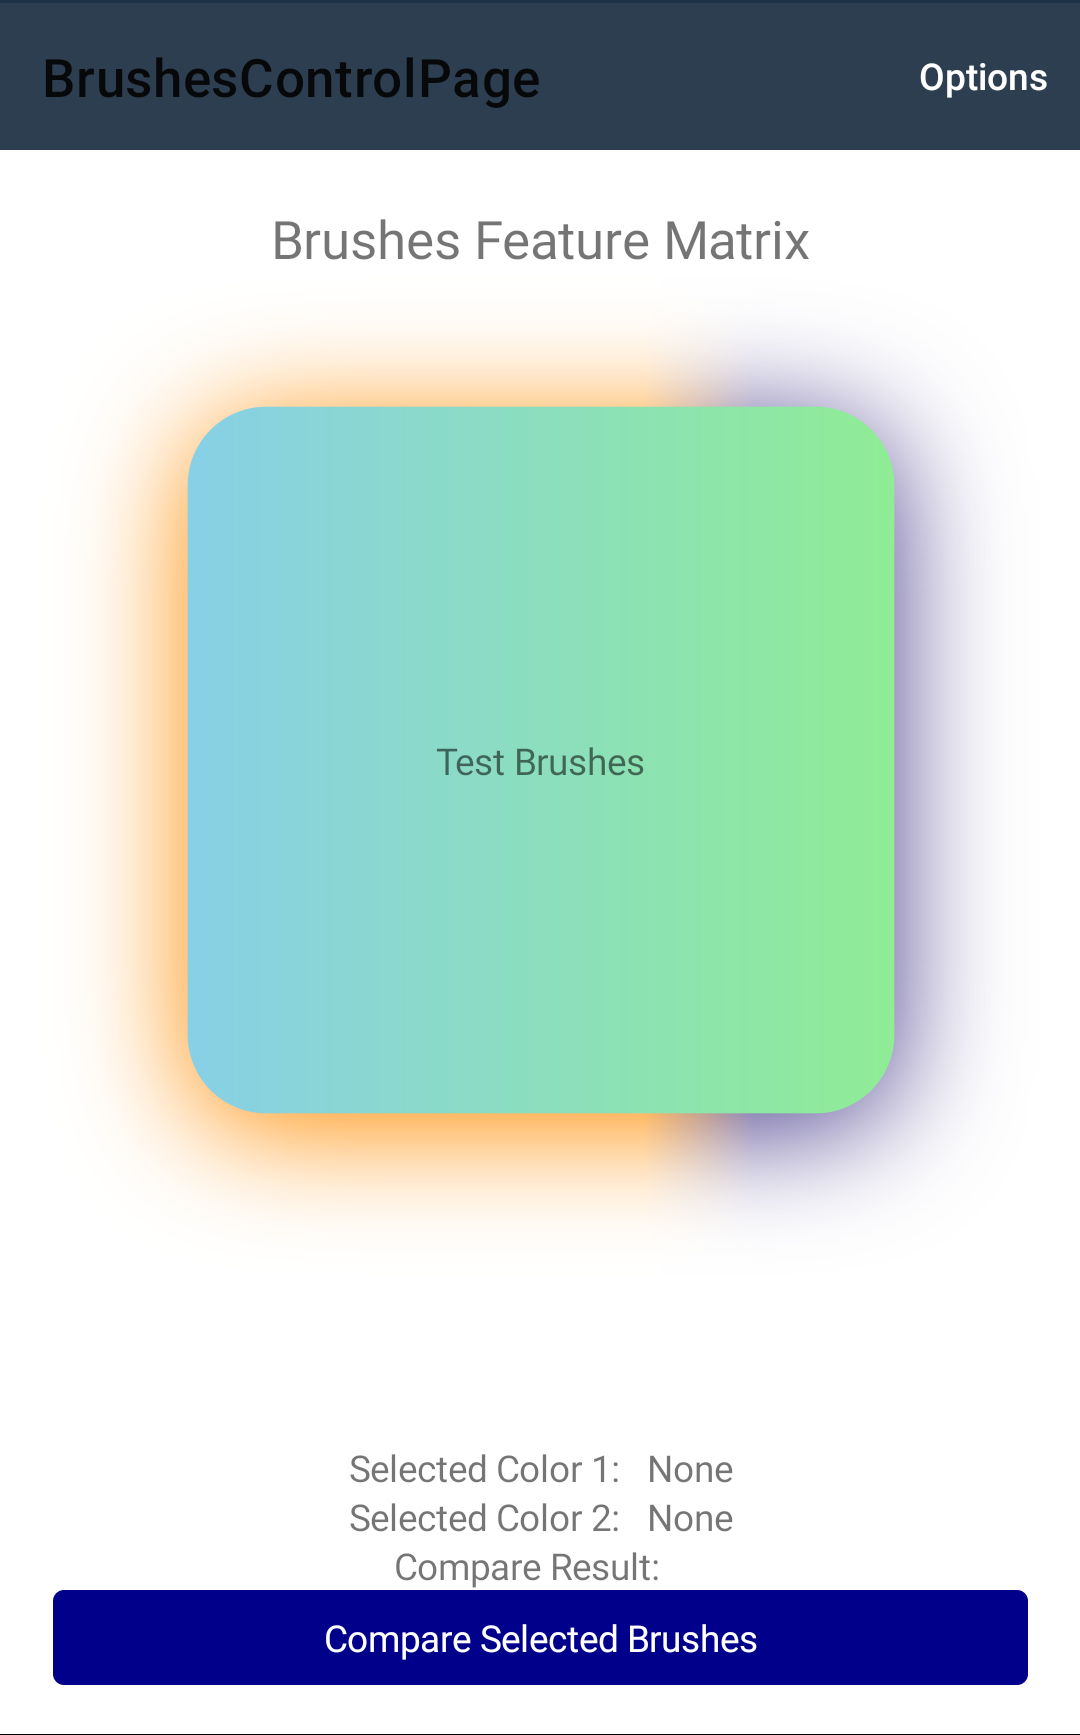 BrushesControlPage
Options
Brushes Feature Matrix
Test Brushes
Selected Color 1: None
Selected Color 2: None
Compare Result:
Compare Selected Brushes